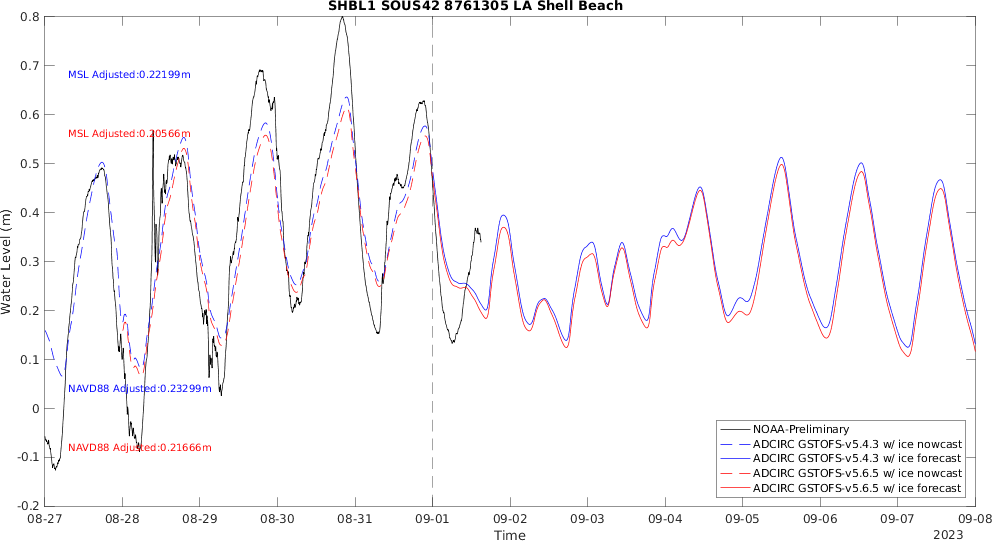 SHBL1 SOUS42 8761305 LA Shell Beach
0.8
0.7
0.6
0.5
0.4
0.3
0.2
0.1
0
-0.1
-0.2
Water Level (m)
MSL Adjusted:0.22199m
MSL Adjusted:0.20566m
NAVD88 Adjusted:0.23299m
NAVD88 Adjusted:0.21666m
NOAA-Preliminary
ADCIRC GSTOFS-v5.4.3 w/ ice nowcast
ADCIRC GSTOFS-v5.4.3 w/ ice forecast
ADCIRC GSTOFS-v5.6.5 w/ ice nowcast
ADCIRC GSTOFS-v5.6.5 w/ ice forecast
08-27 08-28 08-29 08-30 08-31 09-01 09-02 09-03 09-04 09-05 09-06 09-07 09-08
Time
2023